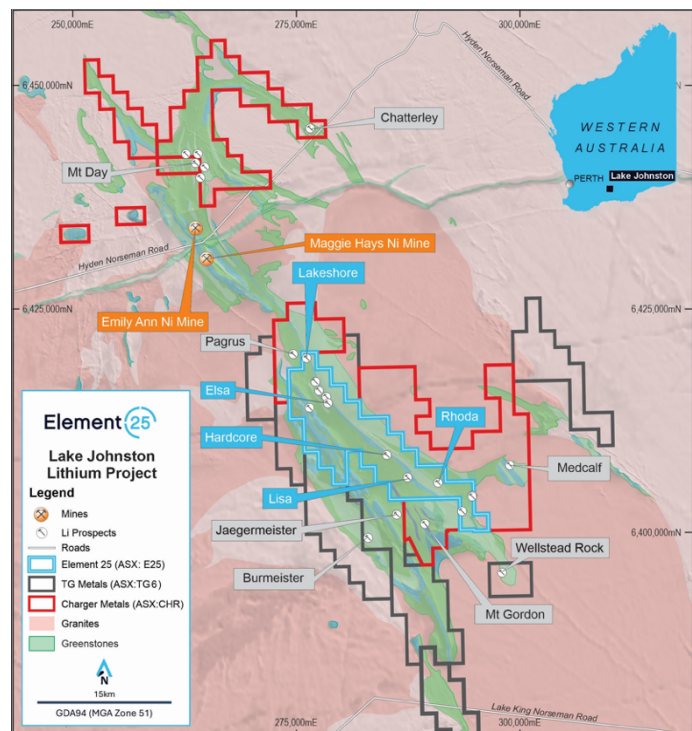 250,000mE
275,000mE
300,000mE
Hyden Norseman Road
6,450,000mN
Chatterley
WESTERN
AUSTRALIA
PERTH
Lake Johnston
Mt Day
Maggie Hays Ni Mine
Hyden Norseman Road
Lakeshore
6,425,000mN
6,425,000mN
Emily Ann Ni Mine
Pagrus
Elsa
Element 25
Hardcore
Rhoda
Lake Johnston
Lithium Project
Medcalf
Legend
Lisa
Mines
Li Prospects
Roads
Jaegermeister
6,400,000mN
Element 25 (ASX: E25)
Wellstead Rock
TG Metals (ASX:TG6)
Burmeister
Charger Metals (ASX:CHR)
Mt Gordon
Granites
Greenstones
N
15km
GDA94 (MGA Zone 51)
Lake King Norseman Road
275,000mE
300,000mE